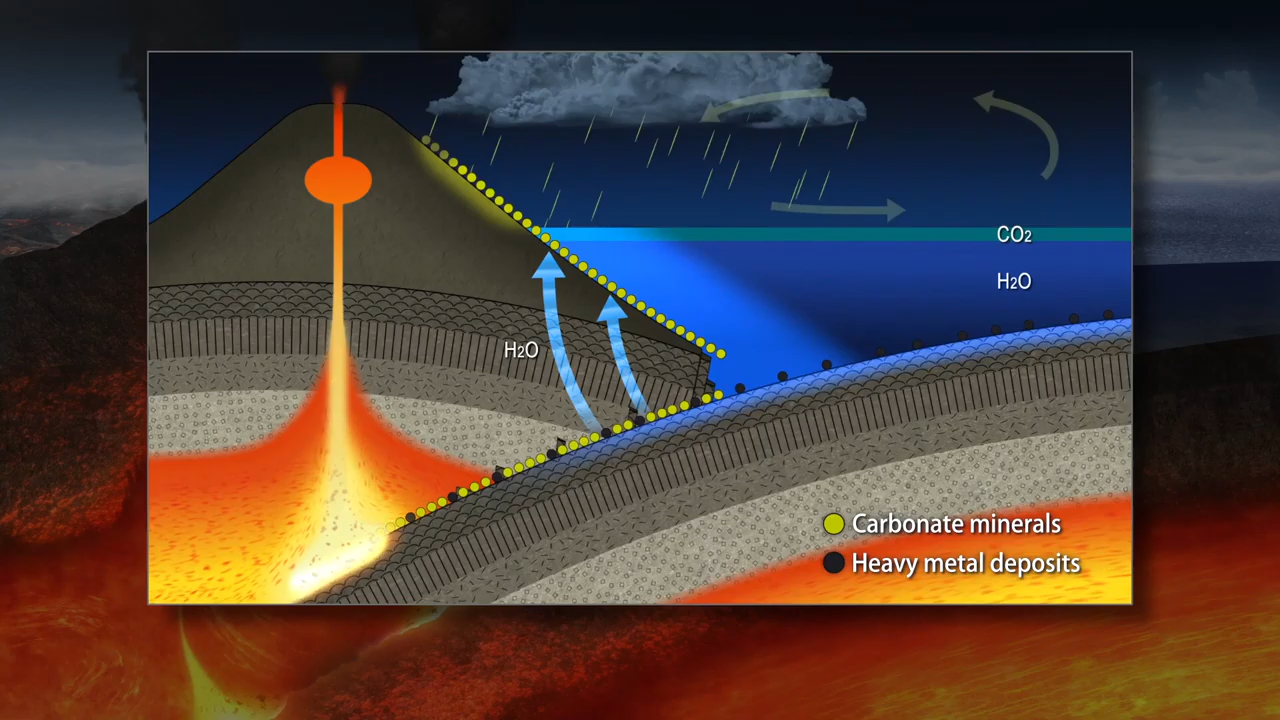 CO₂
H₂O
H₂O
Carbonate minerals
Heavy metal deposits